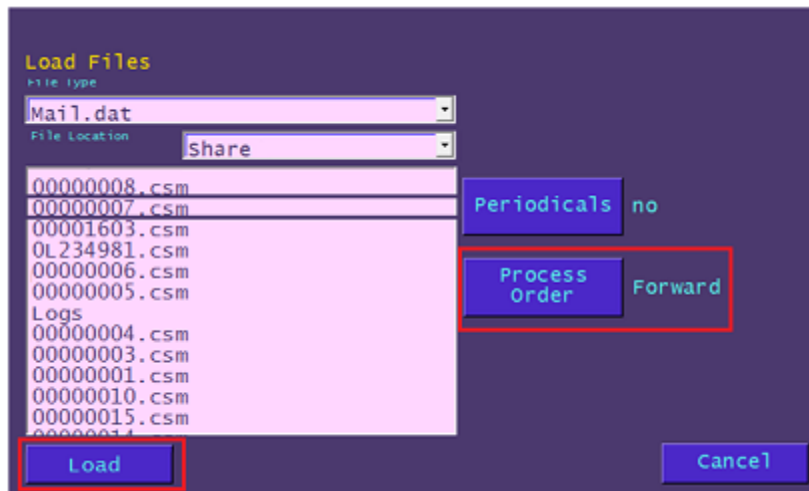 Load Files
File Type
Mail.dat
File Location
Share
00000008.csm
00000007.csm
00001603.csm
0L234981.csm
00000006.csm
00000005.csm
Logs
00000004.csm
00000003.csm
00000001.csm
00000010.csm
00000015.csm
00000014.csm
Periodicals no
Process
Order
Forward
Load
Cancel